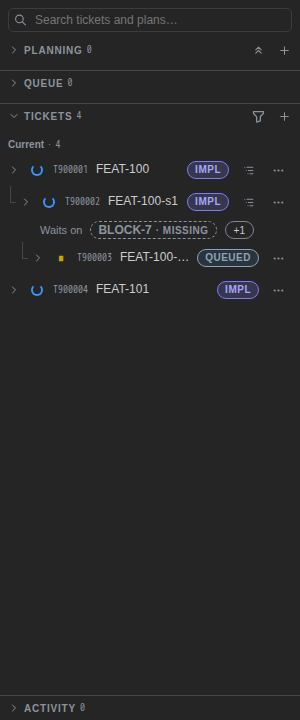 Search tickets and plans…
PLANNING 0
QUEUE 0
TICKETS 4
Current · 4
T900001 FEAT-100 IMPL
T900002 FEAT-100-s1 IMPL
Waits on BLOCK-7 · MISSING +1
T900003 FEAT-100-… QUEUED
T900004 FEAT-101 IMPL
ACTIVITY 0